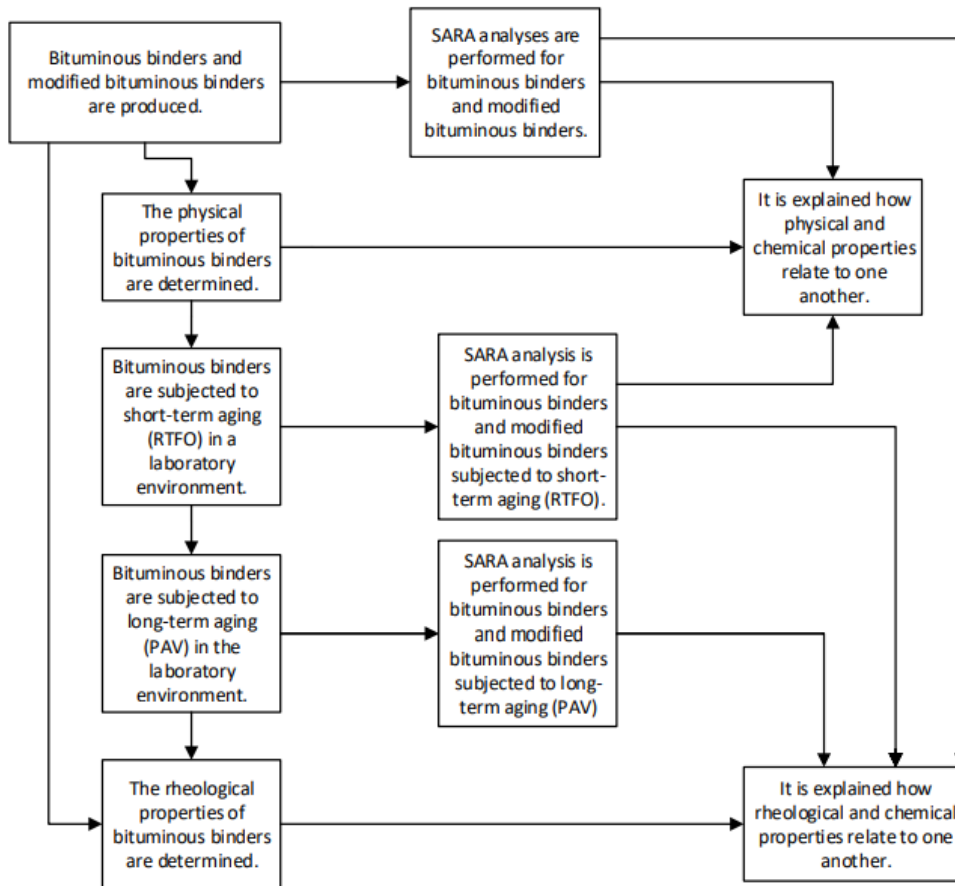 Bituminous binders and
modified bituminous binders
are produced.
SARA analyses are
performed for
bituminous binders
and modified
bituminous binders.
The physical
properties of
bituminous binders
are determined.
It is explained how
physical and
chemical properties
relate to one
another.
Bituminous binders
are subjected to
short-term aging
(RTFO) in a
laboratory
environment.
SARA analysis is
performed for
bituminous binders
and modified
bituminous binders
subjected to short-
term aging (RTFO).
Bituminous binders
are subjected to
long-term aging
(PAV) in the
laboratory
environment.
SARA analysis is
performed for
bituminous binders
and modified
bituminous binders
subjected to long-
term aging (PAV)
The rheological
properties of
bituminous binders
are determined.
It is explained how
rheological and chemical
properties relate to one
another.